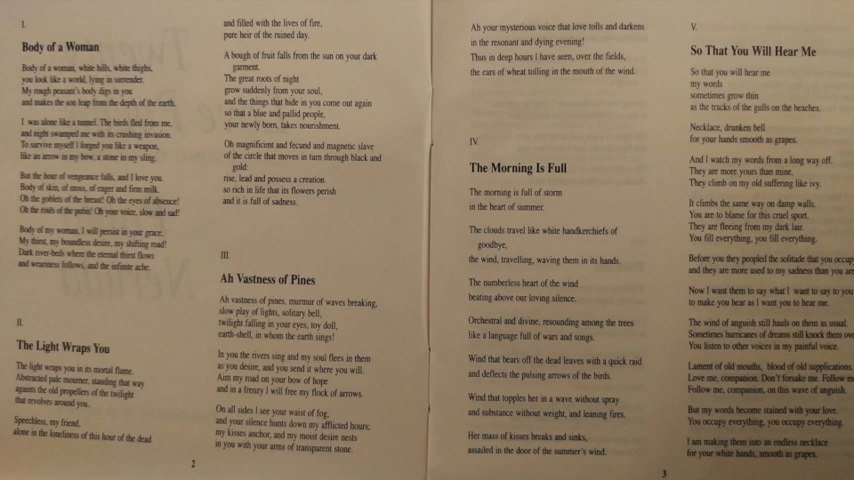 I.
Body of a Woman
Body of a woman, white hills, white thighs,
you look like a world, lying in surrender.
My rough peasant's body digs in you
and makes the son leap from the depth of the earth.
I was alone like a tunnel. The birds fled from me,
and night swamped me with its crushing invasion.
To survive myself I forged you like a weapon,
like an arrow in my bow, a stone in my sling.
But the hour of vengeance falls, and I love you.
Body of skin, of moss, of eager and firm milk.
Oh the goblets of the breast! Oh the eyes of absence!
Oh the roses of the pubis! Oh your voice, slow and sad!
Body of my woman, I will persist in your grace.
My thirst, my boundless desire, my shifting road!
Dark river-beds where the eternal thirst flows
and weariness follows, and the infinite ache.
II.
The Light Wraps You
The light wraps you in its mortal flame.
Abstracted pale mourner, standing that way
against the old propellers of the twilight
that revolves around you.
Speechless, my friend,
alone in the loneliness of this hour of the dead
and filled with the lives of fire,
pure heir of the ruined day.
A bough of fruit falls from the sun on your dark
garment.
The great roots of night
grow suddenly from your soul,
and the things that hide in you come out again
so that a blue and pallid people,
your newly born, takes nourishment.
Oh magnificent and fecund and magnetic slave
of the circle that moves in turn through black and
gold:
rise, lead and possess a creation
so rich in life that its flowers perish
and it is full of sadness.
III.
Ah Vastness of Pines
Ah vastness of pines, murmur of waves breaking,
slow play of lights, solitary bell,
twilight falling in your eyes, toy doll,
earth-shell, in whom the earth sings!
In you the rivers sing and my soul flees in them
as you desire, and you send it where you will.
Aim my road on your bow of hope
and in a frenzy I will free my flock of arrows.
On all sides I see your waist of fog,
and your silence hunts down my afflicted hours;
my kisses anchor, and my moist desire nests
in you with your arms of transparent stone.
2
Ah your mysterious voice that love tolls and darkens
in the resonant and dying evening!
Thus in deep hours I have seen, over the fields,
the ears of wheat tolling in the mouth of the wind.
IV.
The Morning Is Full
The morning is full of storm
in the heart of summer.
The clouds travel like white handkerchiefs of
goodbye,
the wind, travelling, waving them in its hands.
The numberless heart of the wind
beating above our loving silence.
Orchestral and divine, resounding among the trees
like a language full of wars and songs.
Wind that bears off the dead leaves with a quick raid
and deflects the pulsing arrows of the birds.
Wind that topples her in a wave without spray
and substance without weight, and leaning fires.
Her mass of kisses breaks and sinks,
assailed in the door of the summer's wind.
V.
So That You Will Hear Me
So that you will hear me
my words
sometimes grow thin
as the tracks of the gulls on the beaches.
Necklace, drunken bell
for your hands smooth as grapes.
And I watch my words from a long way off.
They are more yours than mine.
They climb on my old suffering like ivy.
It climbs the same way on damp walls.
You are to blame for this cruel sport.
They are fleeing from my dark lair.
You fill everything, you fill everything.
Before you they peopled the solitude that you occup
and they are more used to my sadness than you are
Now I want them to say what I want to say to you
to make you hear as I want you to hear me.
The wind of anguish still hauls on them as usual.
Sometimes hurricanes of dreams still knock them ove
You listen to other voices in my painful voice.
Lament of old mouths, blood of old supplications.
Love me, companion. Don't forsake me. Follow m
Follow me, companion, on this wave of anguish.
But my words become stained with your love.
You occupy everything, you occupy everything.
I am making them into an endless necklace
for your white hands, smooth as grapes.
3